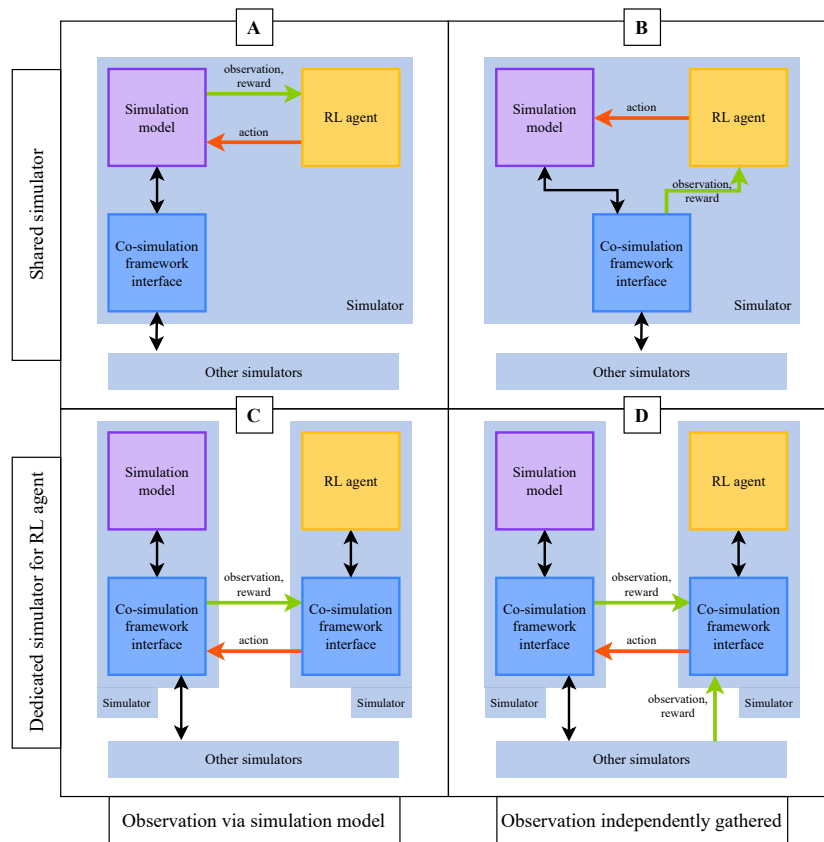 A
B
Shared simulator
observation,
reward
Simulation
model
action
RL agent
Co-simulation
framework
interface
Simulator
Other simulators
Simulation
model
action
RL agent
observation,
reward
Co-simulation
framework
interface
Simulator
Other simulators
C
D
Dedicated simulator for RL agent
Simulation
model
RL agent
Co-simulation
framework
interface
observation,
reward
action
Co-simulation
framework
interface
Simulator
Simulator
Other simulators
Simulation
model
RL agent
Co-simulation
framework
interface
observation,
reward
action
Co-simulation
framework
interface
Simulator
observation,
reward
Simulator
Other simulators
Observation via simulation model
Observation independently gathered